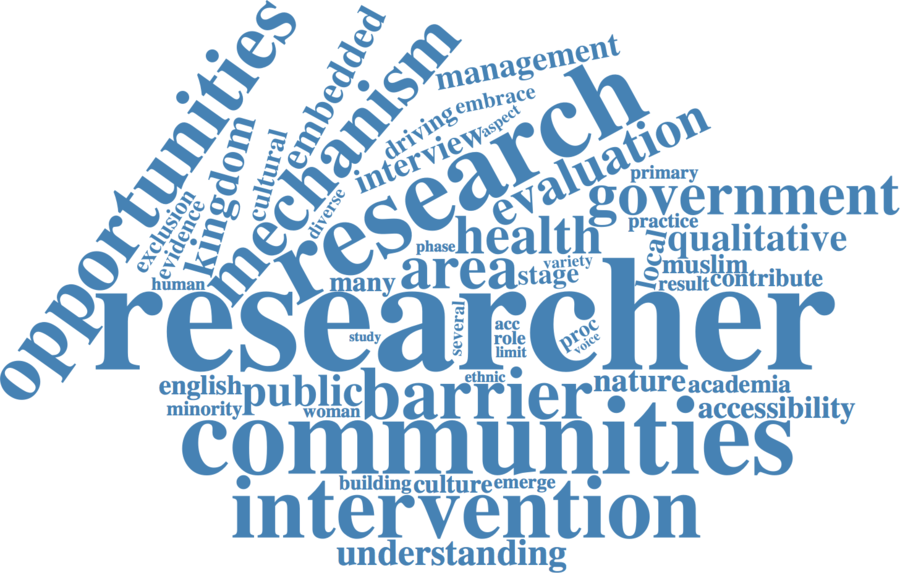 opportunities
embedded
mechanism
management
embrace
driving
aspect
interview
research
evaluation
cultural
kingdom
exclusion
evidence
diverse
primary
government
practice
human
phase
health
local
qualitative
many
area
stage
variety
muslim
result
contribute
researcher
study
several
acc
role
limit
proc
voice
english
public
barrier
ethnic
nature
academia
minority
woman
accessibility
communities
building
culture
emerge
intervention
understanding